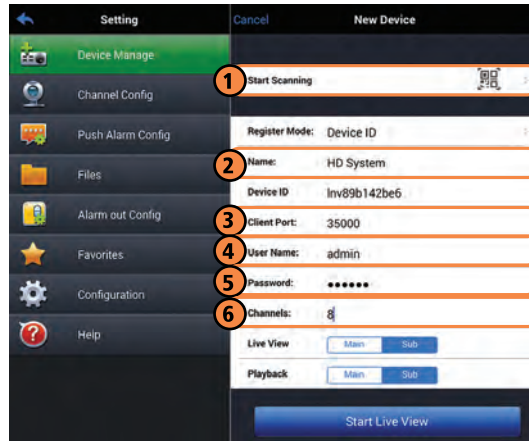 Setting
Cancel New Device
Device Manage
Channel Config
Push Alarm Config
Files
Alarm out Config
Favorites
Configuration
Help
1 Start Scanning
Register Mode: Device ID
2 Name: HD System
Device ID lnv89b142be6
3 Client Port: 35000
4 User Name: admin
5 Password: ••••••
6 Channels: 8
Live View Main Sub
Playback Main Sub
Start Live View